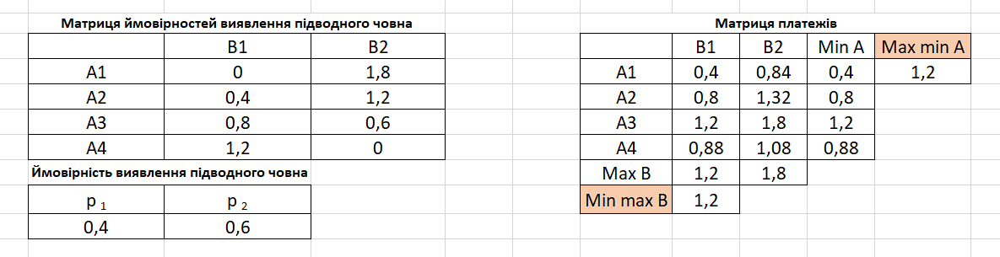 Матриця ймовірностей виявлення підводного човна
B1 B2
A1 0 1,8
A2 0,4 1,2
A3 0,8 0,6
A4 1,2 0
Ймовірність виявлення підводного човна
p 1 p 2
0,4 0,6
Матриця платежів
B1 B2 Min A Max min A
A1 0,4 0,84 0,4 1,2
A2 0,8 1,32 0,8
A3 1,2 1,8 1,2
A4 0,88 1,08 0,88
Max B 1,2 1,8
Min max B 1,2